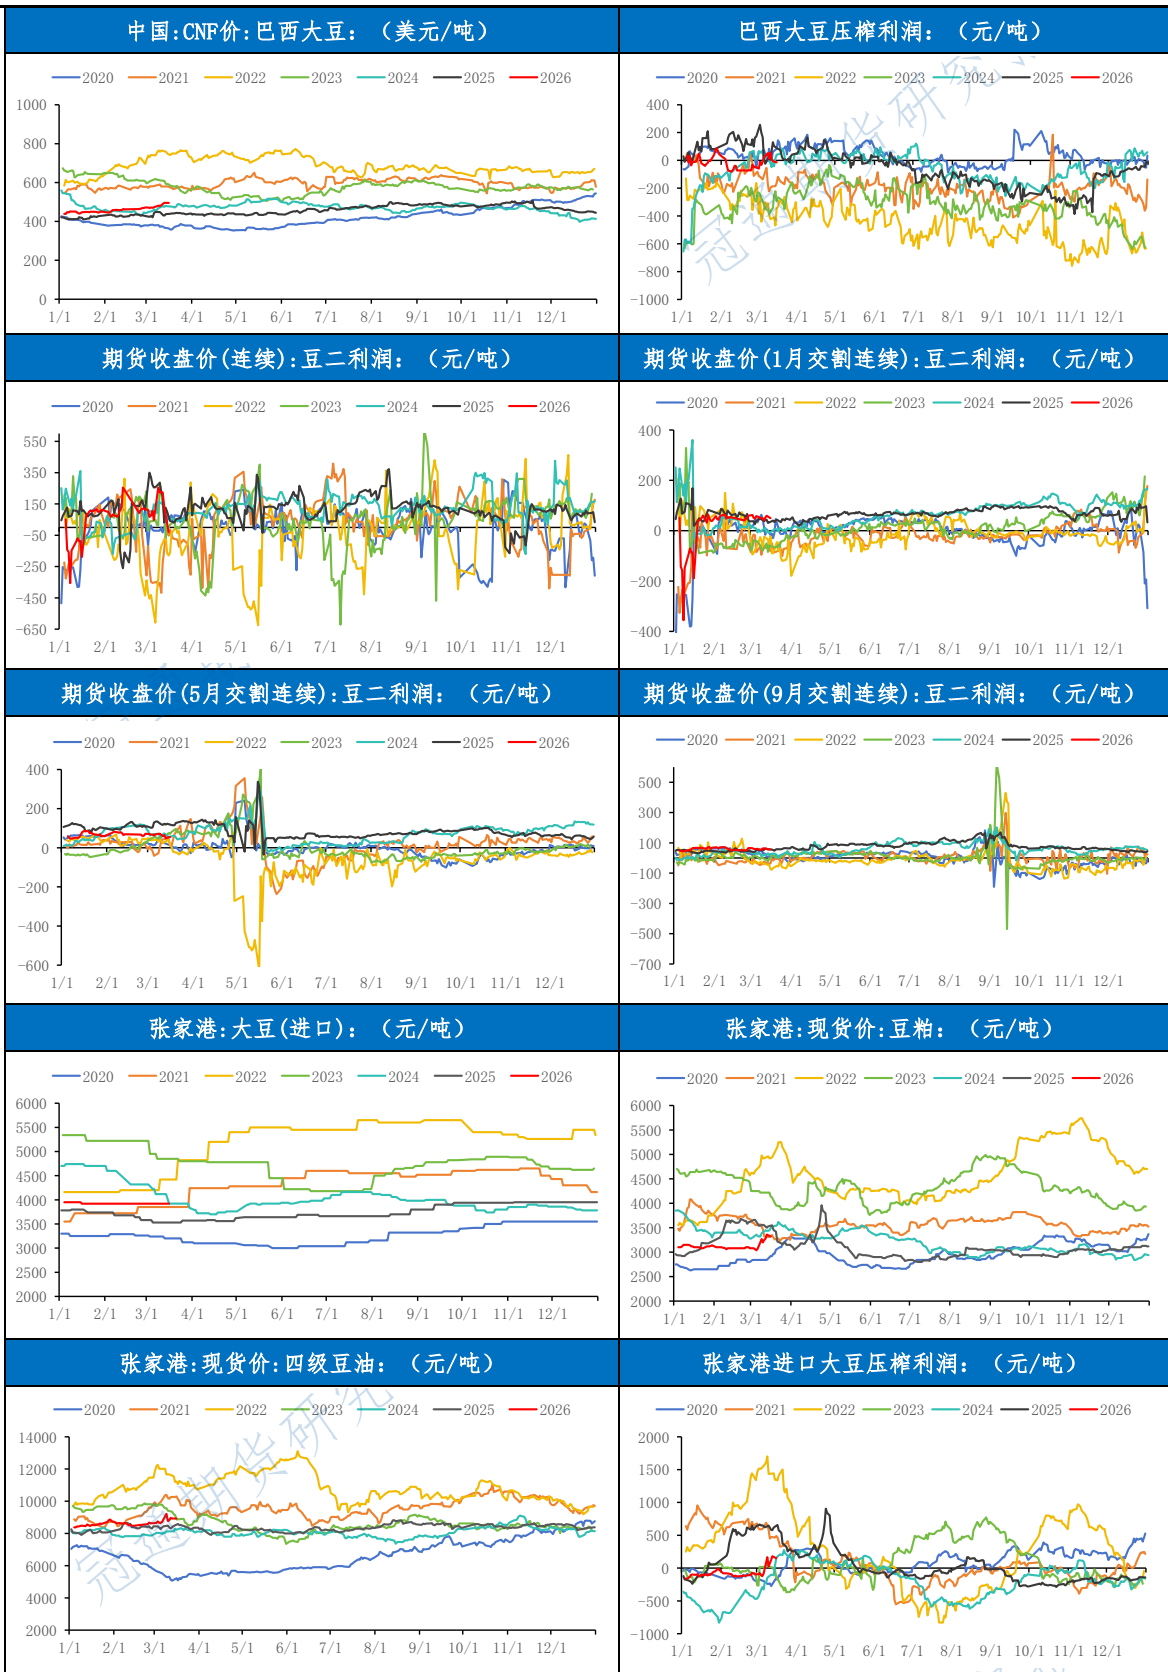 中国:CNF价:巴西大豆：（美元/吨）
2020 2021 2022 2023 2024 2025 2026
1000
800
600
400
200
0
1/1 2/1 3/1 4/1 5/1 6/1 7/1 8/1 9/1 10/1 11/1 12/1
巴西大豆压榨利润：（元/吨）
2020 2021 2022 2023 2024 2025 2026
400
200
0
-200
-400
-600
-800
-1000
1/1 2/1 3/1 4/1 5/1 6/1 7/1 8/1 9/1 10/1 11/1 12/1
期货收盘价(连续):豆二利润：（元/吨）
2020 2021 2022 2023 2024 2025 2026
550
350
150
-50
-250
-450
-650
1/1 2/1 3/1 4/1 5/1 6/1 7/1 8/1 9/1 10/1 11/1 12/1
期货收盘价(1月交割连续):豆二利润：（元/吨）
2020 2021 2022 2023 2024 2025 2026
400
200
0
-200
-400
1/1 2/1 3/1 4/1 5/1 6/1 7/1 8/1 9/1 10/1 11/1 12/1
期货收盘价(5月交割连续):豆二利润：（元/吨）
2020 2021 2022 2023 2024 2025 2026
400
200
0
-200
-400
-600
1/1 2/1 3/1 4/1 5/1 6/1 7/1 8/1 9/1 10/1 11/1 12/1
期货收盘价(9月交割连续):豆二利润：（元/吨）
2020 2021 2022 2023 2024 2025 2026
500
300
100
-100
-300
-500
-700
1/1 2/1 3/1 4/1 5/1 6/1 7/1 8/1 9/1 10/1 11/1 12/1
张家港:大豆(进口)：（元/吨）
2020 2021 2022 2023 2024 2025 2026
6000
5500
5000
4500
4000
3500
3000
2500
2000
1/1 2/1 3/1 4/1 5/1 6/1 7/1 8/1 9/1 10/1 11/1 12/1
张家港:现货价:豆粕：（元/吨）
2020 2021 2022 2023 2024 2025 2026
6000
5500
5000
4500
4000
3500
3000
2500
2000
1/1 2/1 3/1 4/1 5/1 6/1 7/1 8/1 9/1 10/1 11/1 12/1
张家港:现货价:四级豆油：（元/吨）
2020 2021 2022 2023 2024 2025 2026
14000
12000
10000
8000
6000
4000
2000
1/1 2/1 3/1 4/1 5/1 6/1 7/1 8/1 9/1 10/1 11/1 12/1
冠通期货研究
张家港进口大豆压榨利润：（元/吨）
2020 2021 2022 2023 2024 2025 2026
2000
1500
1000
500
0
-500
-1000
1/1 2/1 3/1 4/1 5/1 6/1 7/1 8/1 9/1 10/1 11/1 12/1